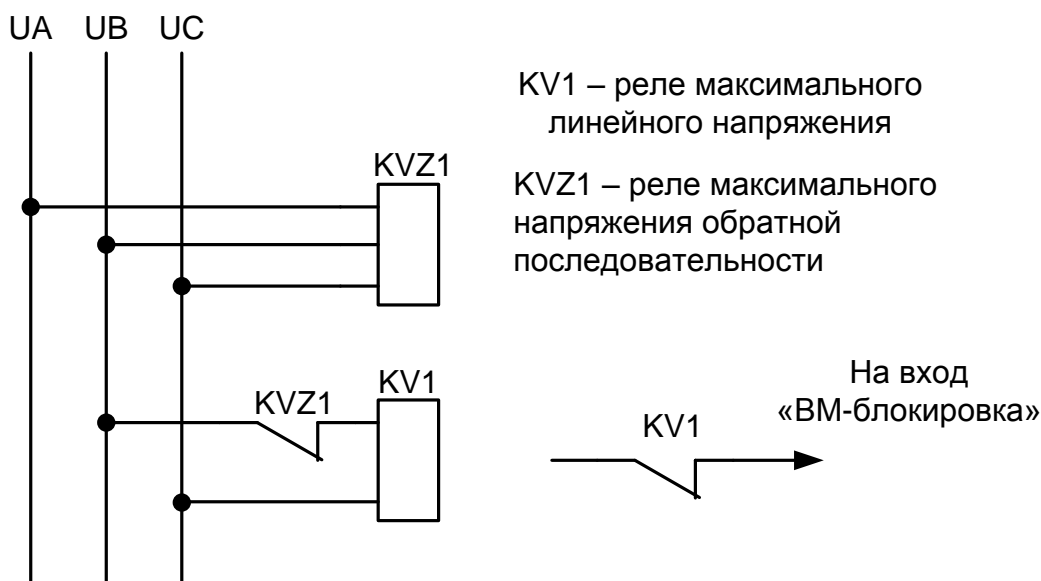 UA UB UC
KV1 – реле максимального
линейного напряжения
KVZ1
KVZ1 – реле максимального
напряжения обратной
последовательности
KV1
KVZ1
На вход
«ВМ-блокировка»
KV1